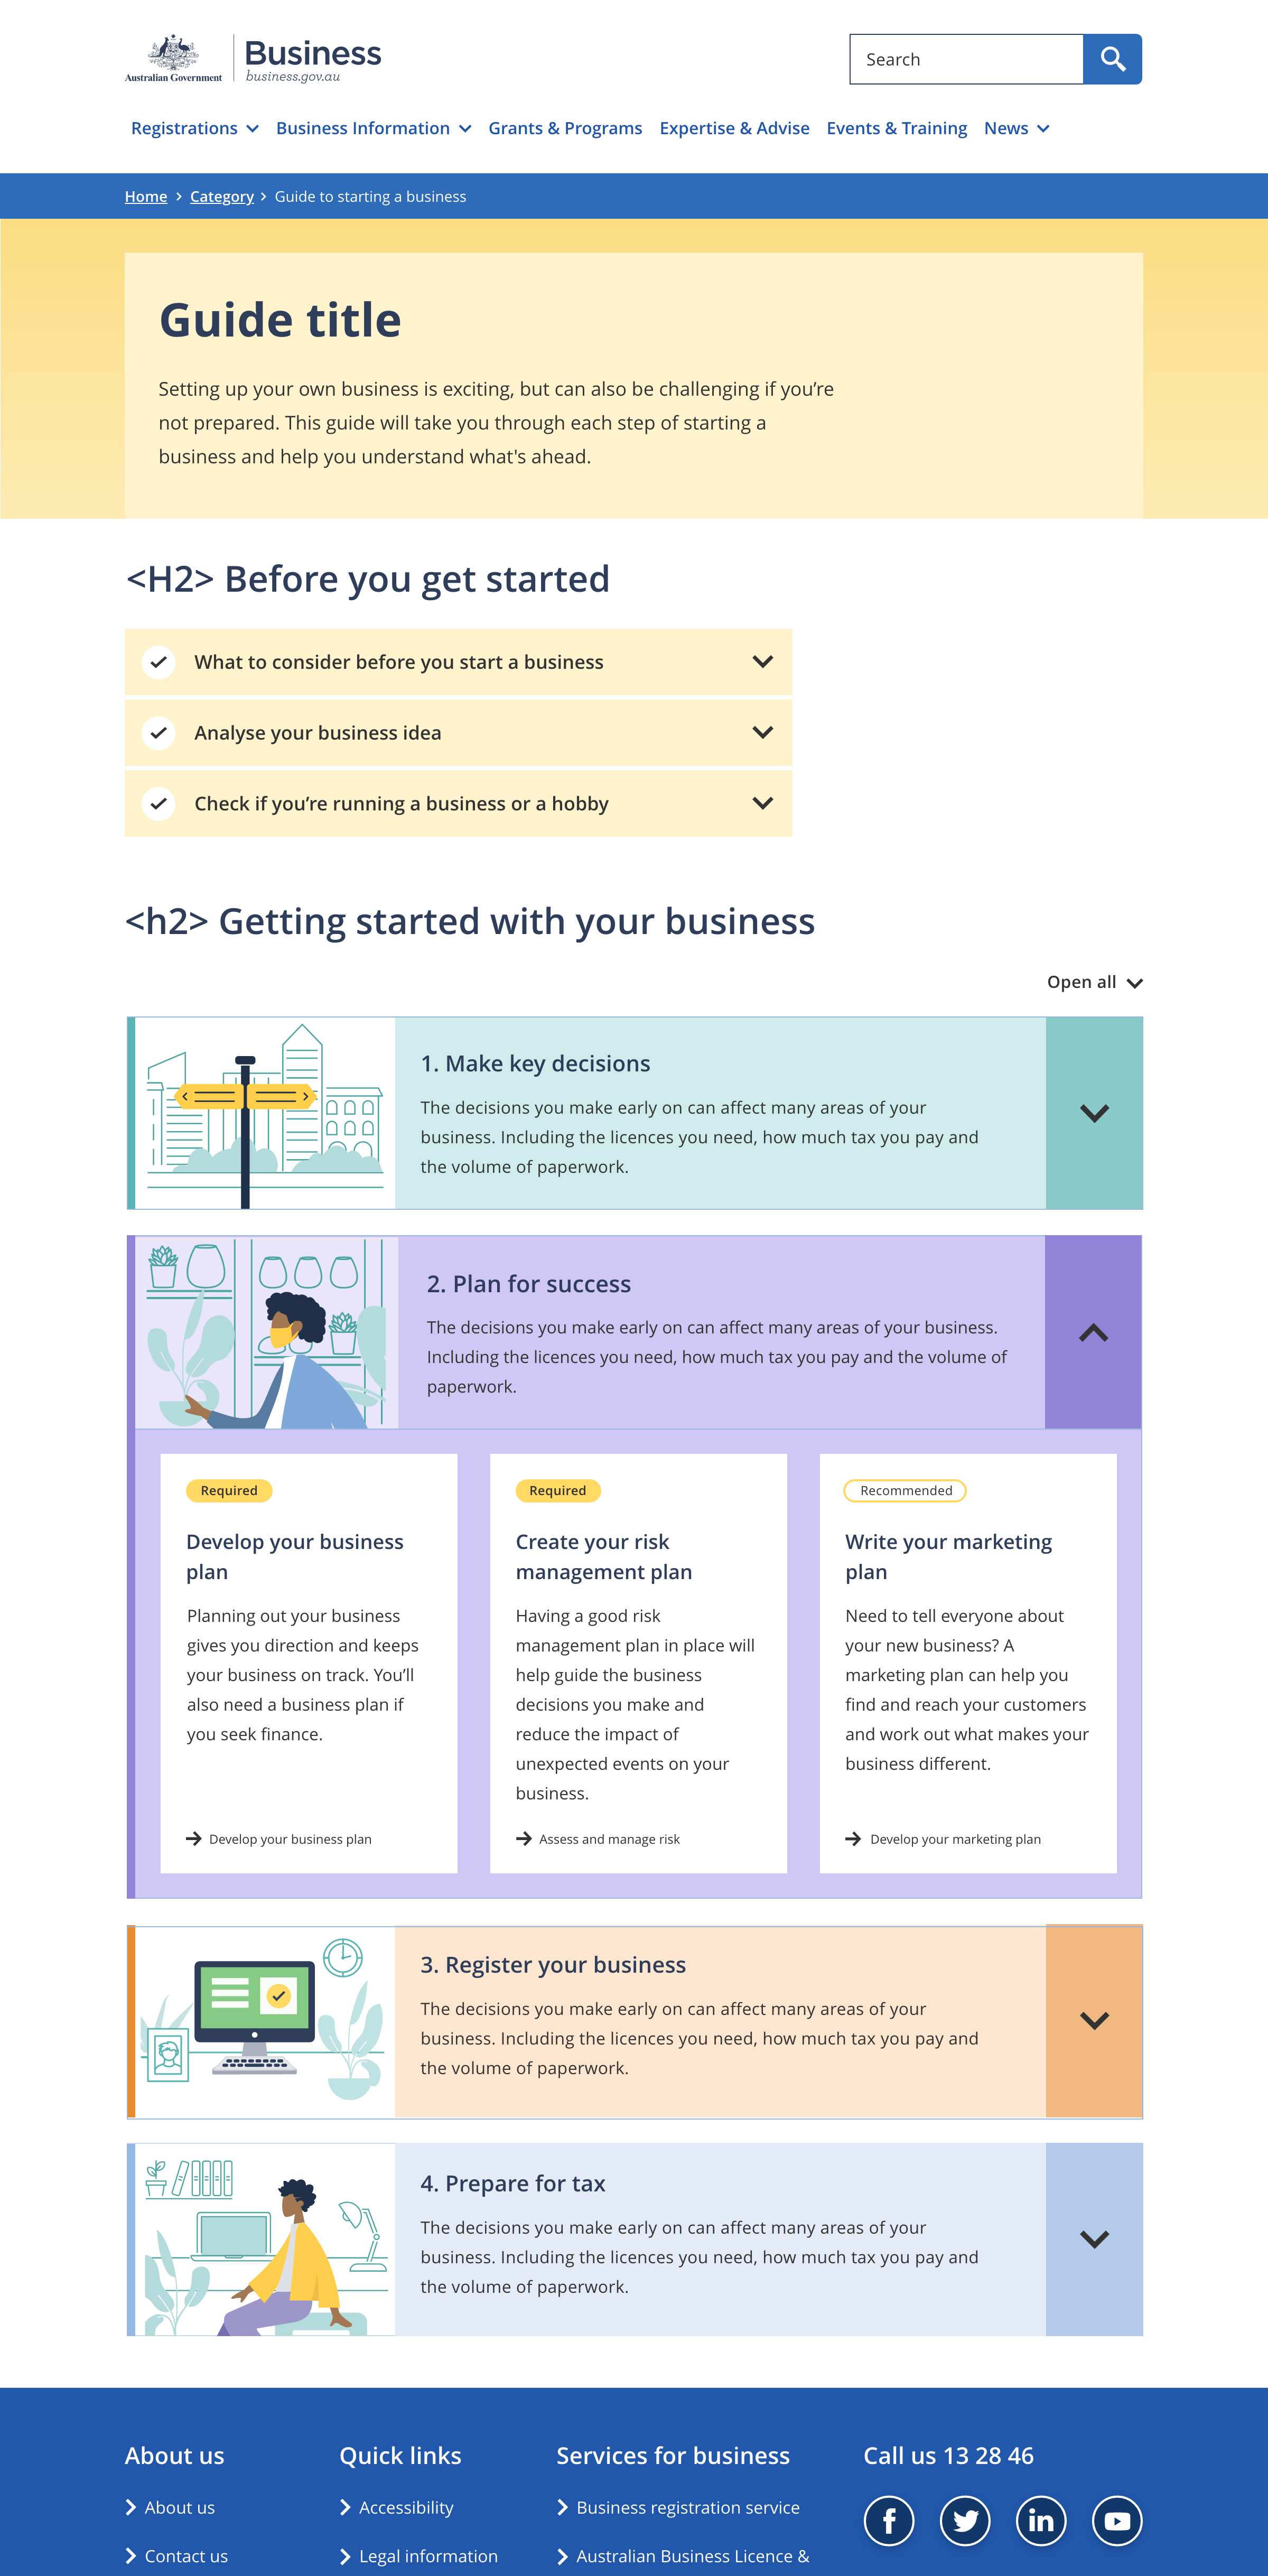 Australian Government
Business
business.gov.au
Search
Registrations Business Information Grants & Programs Expertise & Advise Events & Training News
Home > Category > Guide to starting a business
Guide title
Setting up your own business is exciting, but can also be challenging if you’re
not prepared. This guide will take you through each step of starting a
business and help you understand what's ahead.
<H2> Before you get started
What to consider before you start a business
Analyse your business idea
Check if you’re running a business or a hobby
<h2> Getting started with your business
Open all
1. Make key decisions
The decisions you make early on can affect many areas of your
business. Including the licences you need, how much tax you pay and
the volume of paperwork.
2. Plan for success
The decisions you make early on can affect many areas of your business.
Including the licences you need, how much tax you pay and the volume of
paperwork.
Required
Develop your business
plan
Planning out your business
gives you direction and keeps
your business on track. You’ll
also need a business plan if
you seek finance.
Develop your business plan
Required
Create your risk
management plan
Having a good risk
management plan in place will
help guide the business
decisions you make and
reduce the impact of
unexpected events on your
business.
Assess and manage risk
Recommended
Write your marketing
plan
Need to tell everyone about
your new business? A
marketing plan can help you
find and reach your customers
and work out what makes your
business different.
Develop your marketing plan
3. Register your business
The decisions you make early on can affect many areas of your
business. Including the licences you need, how much tax you pay and
the volume of paperwork.
4. Prepare for tax
The decisions you make early on can affect many areas of your
business. Including the licences you need, how much tax you pay and
the volume of paperwork.
About us
About us
Contact us
Quick links
Accessibility
Legal information
Services for business
Business registration service
Australian Business Licence &
Call us 13 28 46